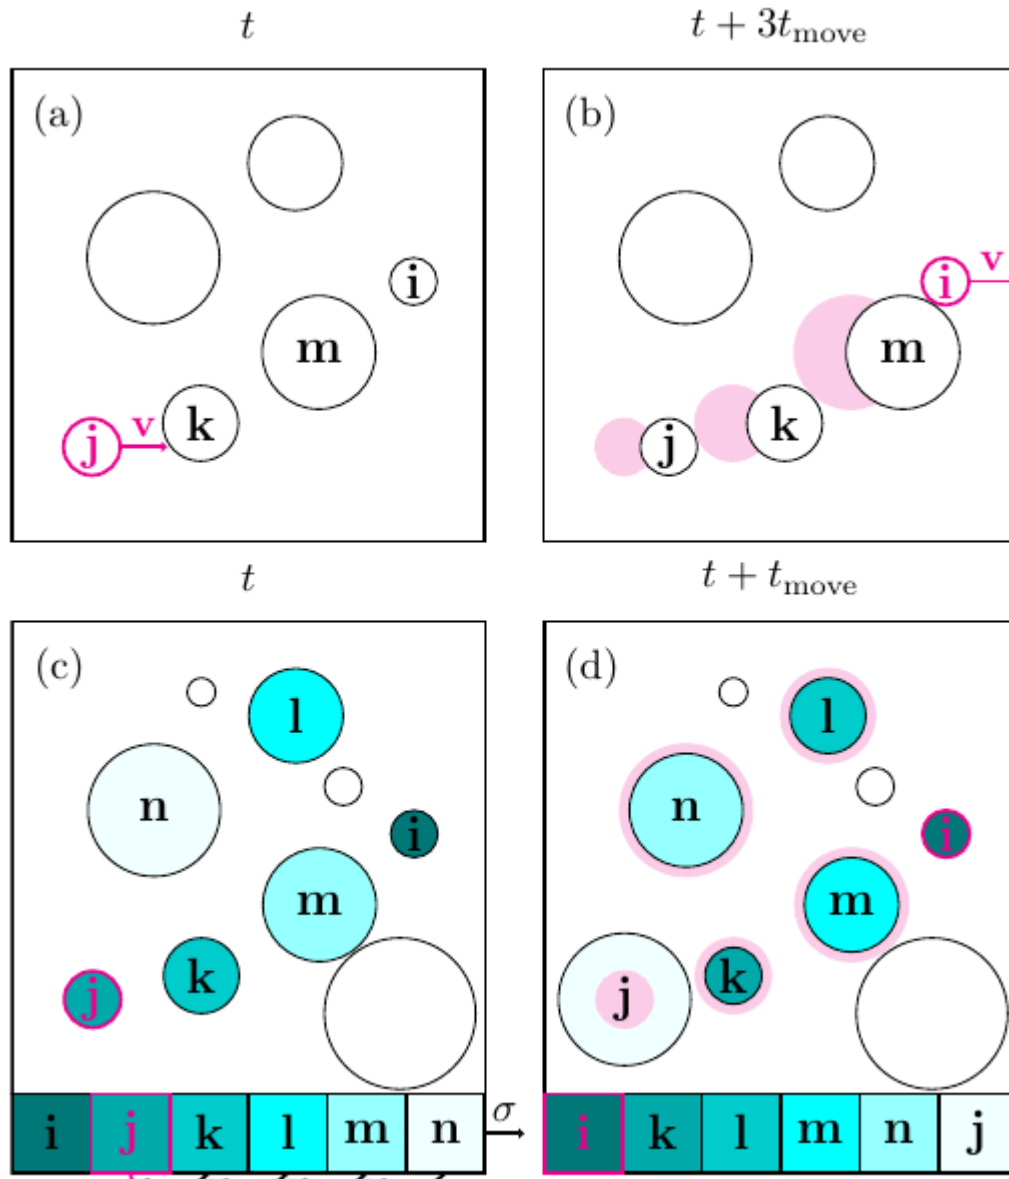 t
t + 3t_move
(a)
i
m
k
j
v
(b)
i
v
m
k
j
t
t + t_move
(c)
l
n
i
m
k
j
i j k l m n
σ
(d)
l
n
i
m
k
j
i k l m n j